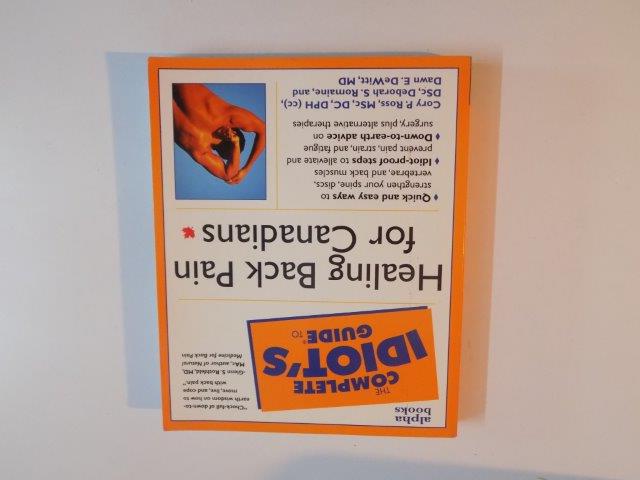 alpha
books
"Chock-full of down-to-
earth wisdom on how to
move, live, and cope
with back pain."
-Glenn S. Rothfeld, MD,
MAc, author of Natural
Medicine for Back Pain
THE
COMPLETE
IDIOT'S
GUIDE TO
Healing Back Pain
for Canadians
♦ Quick and easy ways to
strengthen your spine, discs,
vertebrae, and back muscles
♦ Idiot-proof steps to alleviate and
prevent pain, strain, and fatigue
♦ Down-to-earth advice on
surgery, plus alternative therapies
Cory P. Ross, MSc, DC, DPH (cc),
DSc, Deborah S. Romaine, and
Dawn E. DeWitt, MD